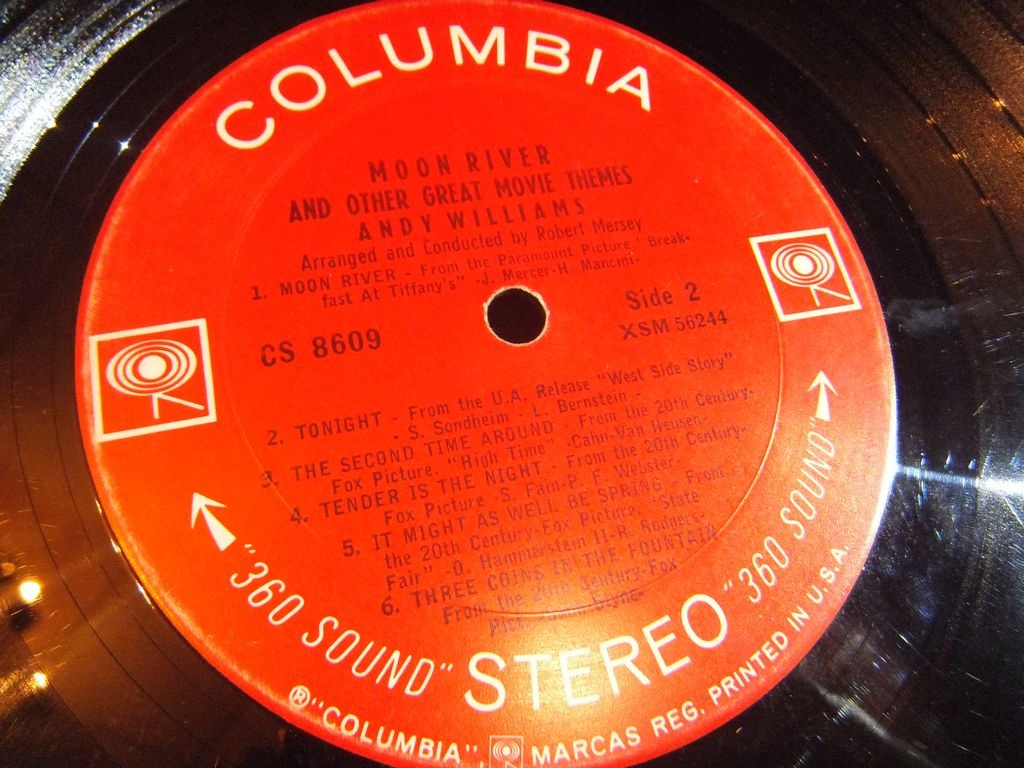 COLUMBIA
MOON RIVER
AND OTHER GREAT MOVIE THEMES
ANDY WILLIAMS
Arranged and Conducted by Robert Mersey
1. MOON RIVER - From the Paramount Picture "Break-
fast At Tiffany's" -J. Mercer-H. Mancini-
CS 8609
Side 2
XSM 56244
2. TONIGHT - From the U.A. Release "West Side Story"
- S. Sondheim - L. Bernstein -
3. THE SECOND TIME AROUND - From the 20th Century-
Fox Picture. "High Time" -Cahn-Van Heusen-
4. TENDER IS THE NIGHT - From the 20th Century-
Fox Picture -S. Fain-P. F. Webster-
5. IT MIGHT AS WELL BE SPRING - From
the 20th Century-Fox Picture. "State
Fair" -O. Hammerstein II-R. Rodgers-
6. THREE COINS IN THE FOUNTAIN
From the 20th Century-Fox
Styne-
"360 SOUND" STEREO "360 SOUND"
® "COLUMBIA", MARCAS REG. PRINTED IN U.S.A.